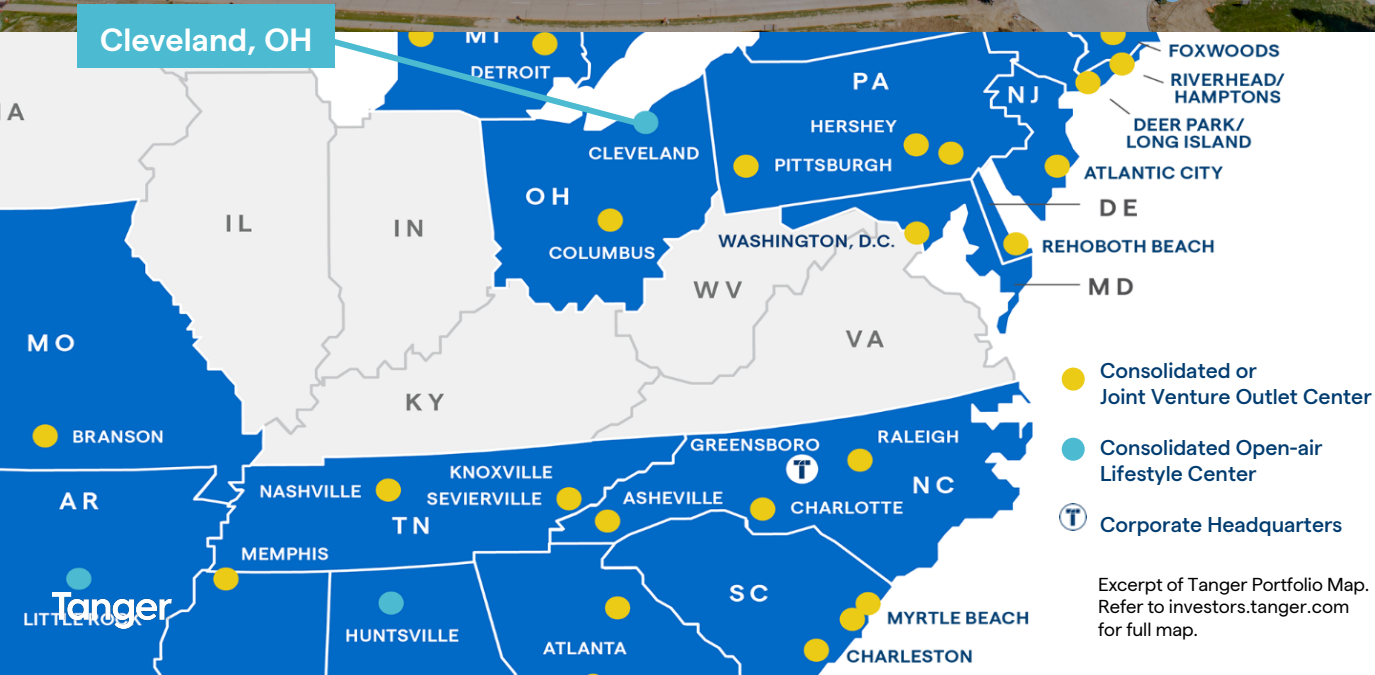 Cleveland, OH
MI
DETROIT
FOXWOODS
RIVERHEAD/
HAMPTONS
PA
NJ
IA
HERSHEY
DEER PARK/
LONG ISLAND
CLEVELAND
PITTSBURGH
ATLANTIC CITY
OH
DE
IL
IN
COLUMBUS
WASHINGTON, D.C.
REHOBOTH BEACH
WV
MD
MO
VA
Consolidated or
Joint Venture Outlet Center
KY
BRANSON
GREENSBORO
RALEIGH
Consolidated Open-air
Lifestyle Center
KNOXVILLE
NASHVILLE
SEVIERVILLE
ASHEVILLE
NC
AR
CHARLOTTE
TN
T
T
Corporate Headquarters
MEMPHIS
Excerpt of Tanger Portfolio Map.
Refer to investors.tanger.com
for full map.
SC
Tanger
LITTLE ROCK
MYRTLE BEACH
HUNTSVILLE
ATLANTA
CHARLESTON